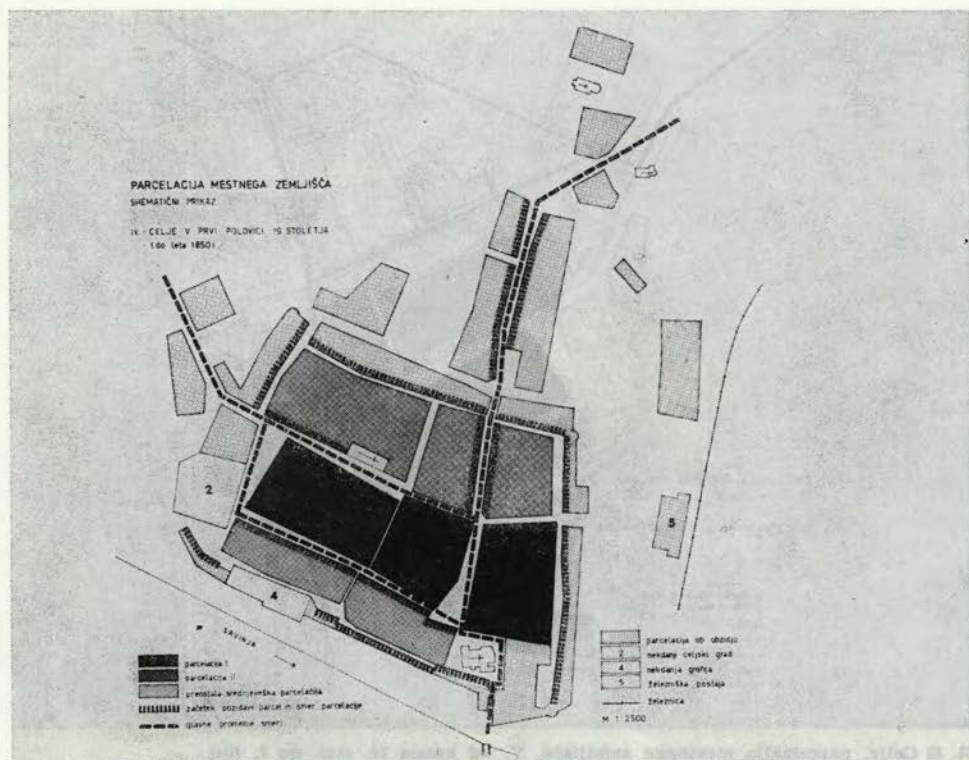 PARCELACIJA MESTNEGA ZEMLJIŠČA
SHEMATIČNI PRIKAZ
IV. CELJE V PRVI POLOVICI 19 STOLETJA
(do leta 1850)
2
4
5
SAVINJA
parcelacija I
parcelacija II
preostala srednjeveška parcelacija
začetek pozidave parcel in smer parcelacije
glavne prometne smeri
parcelacija ob obzidju
2 nekdanji celjski grad
4 nekdanja grofija
5 železniška postaja
železnica
M 1:2500